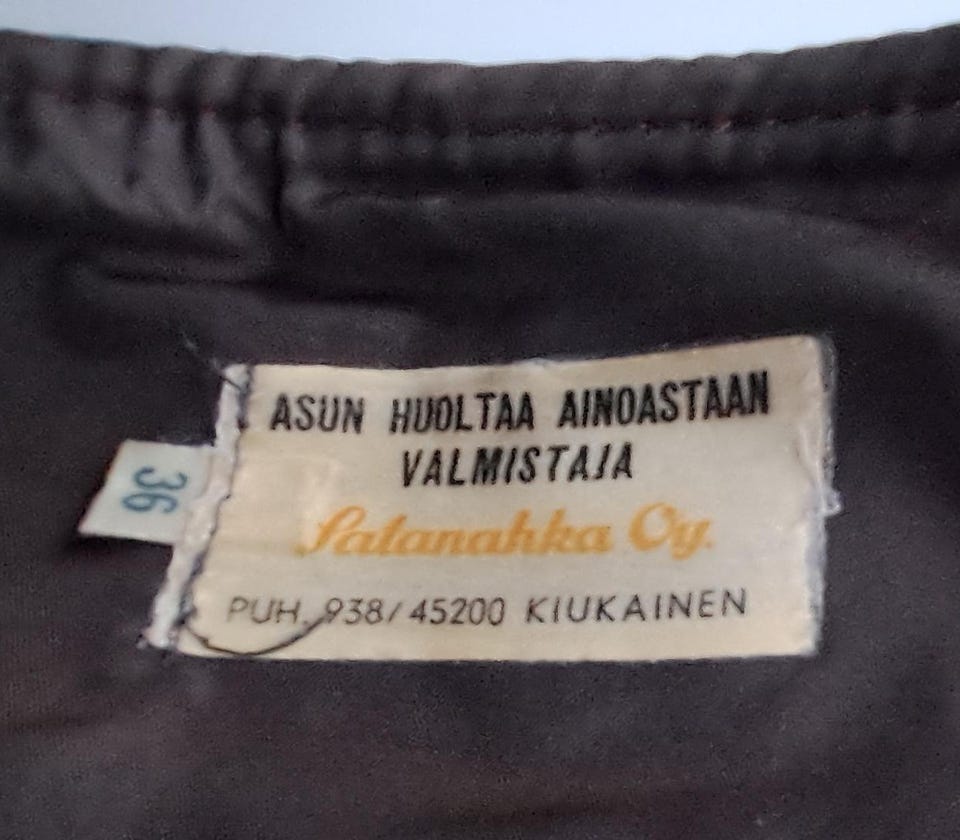 ASUN HUOLTAA AINOASTAAN
VALMISTAJA
Satanahka Oy.
PUH. 938/45200 KIUKAINEN
36